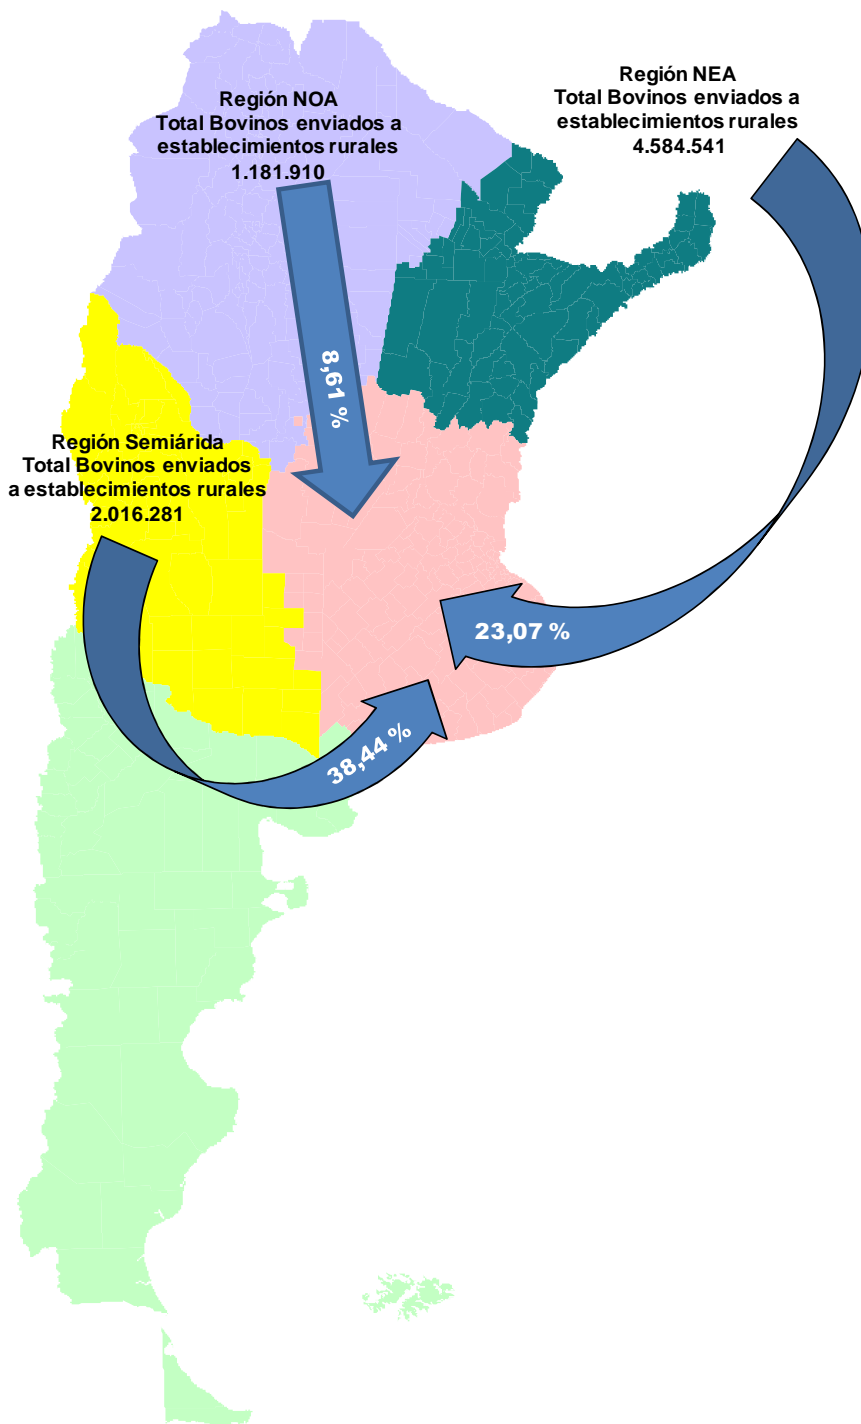 Región NOA
Total Bovinos enviados a
establecimientos rurales
1.181.910
Región NEA
Total Bovinos enviados a
establecimientos rurales
4.584.541
8,61 %
Región Semiárida
Total Bovinos enviados
a establecimientos rurales
2.016.281
23,07 %
38,44 %